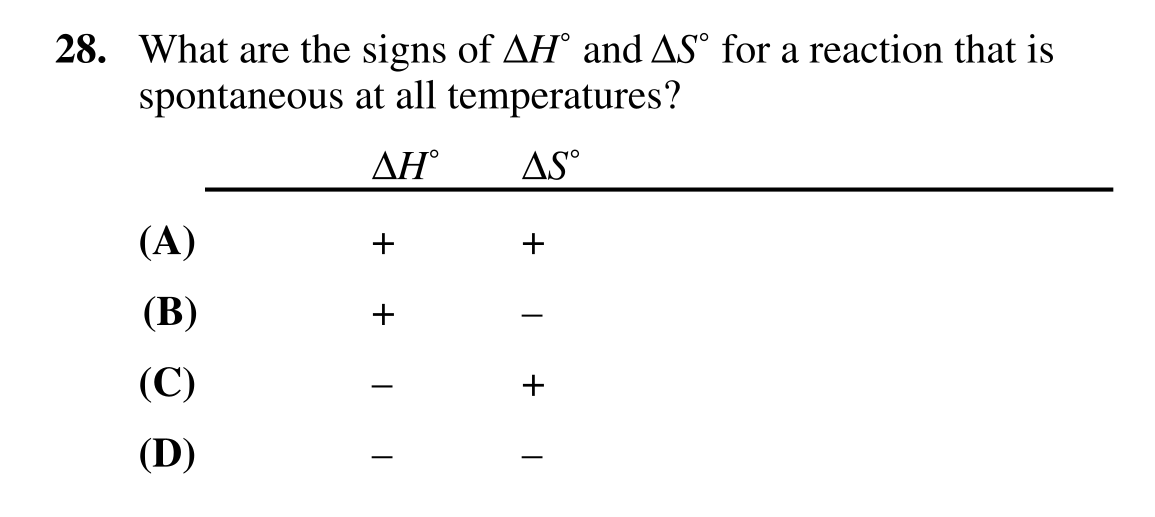 28. What are the signs of ΔH° and ΔS° for a reaction that is
spontaneous at all temperatures?
ΔH° ΔS°
(A) + +
(B) + –
(C) – +
(D) – –